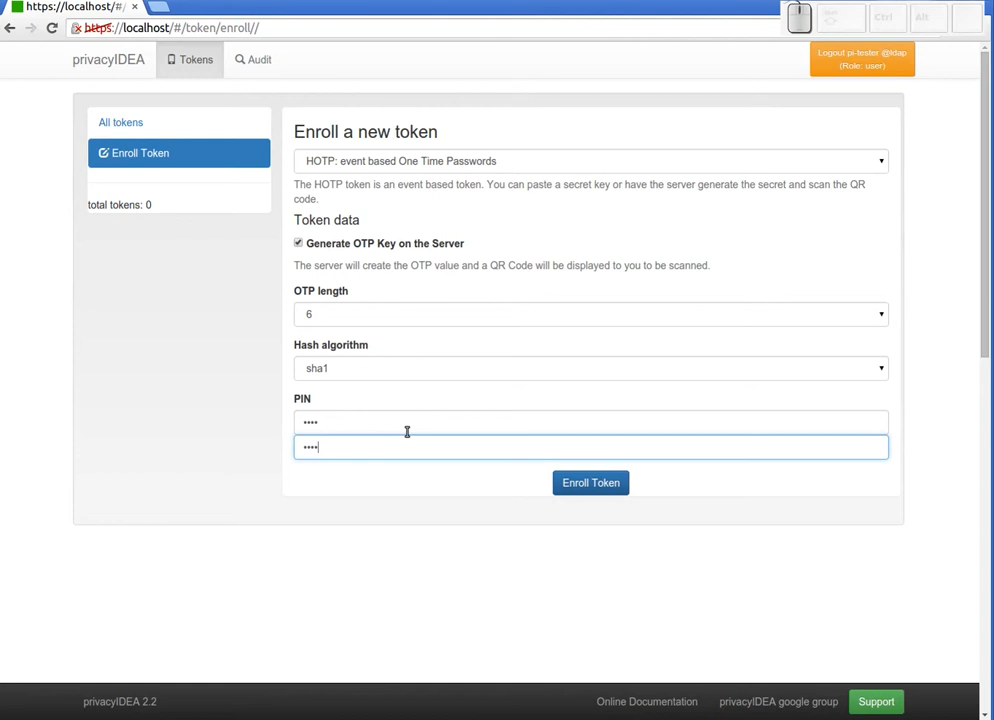 https://localhost/#/
Ctrl
Alt
https://localhost/#/token/enroll//
privacyIDEA
Tokens
Audit
Logout pi-tester @ldap
(Role: user)
All tokens
Enroll Token
total tokens: 0
Enroll a new token
HOTP: event based One Time Passwords
The HOTP token is an event based token. You can paste a secret key or have the server generate the secret and scan the QR
code.
Token data
Generate OTP Key on the Server
The server will create the OTP value and a QR Code will be displayed to you to be scanned.
OTP length
6
Hash algorithm
sha1
PIN
••••
••••
Enroll Token
privacyIDEA 2.2
Online Documentation
privacyIDEA google group
Support